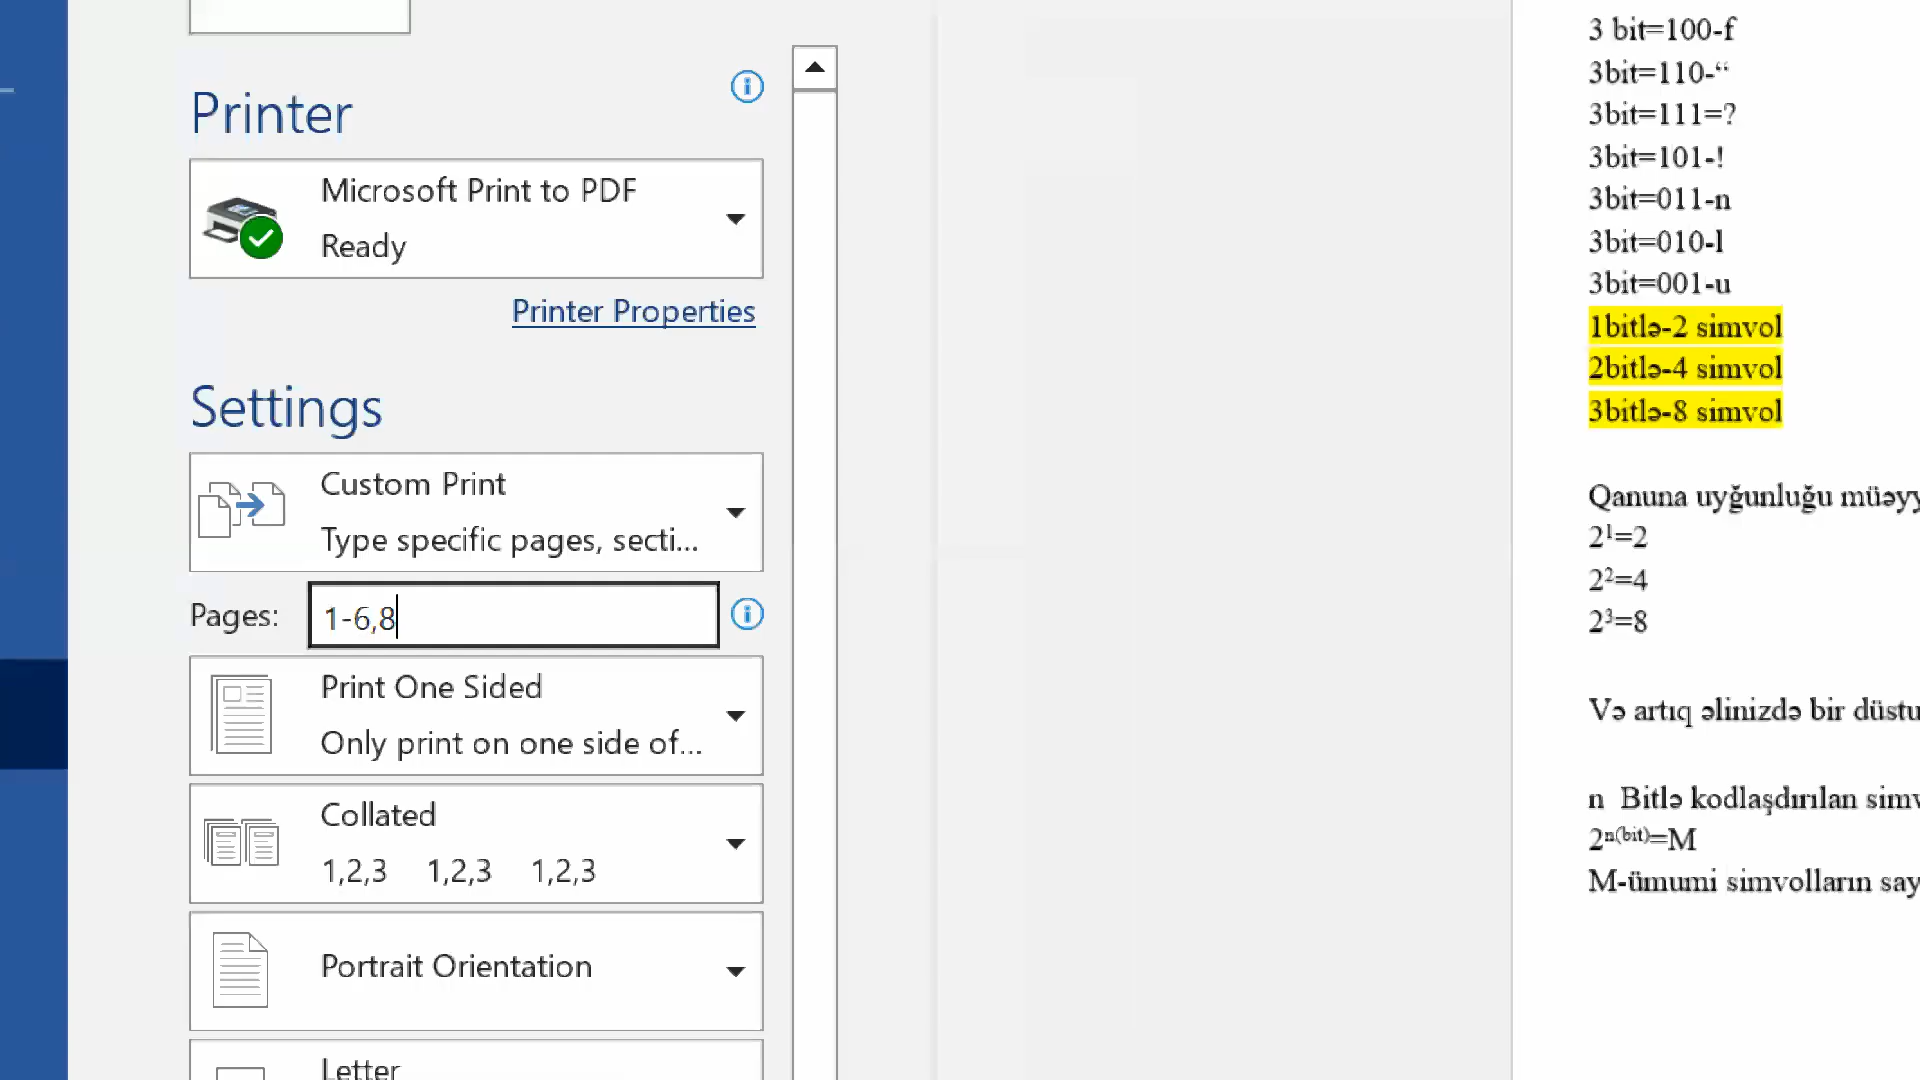 Printer
Microsoft Print to PDF
Ready
Printer Properties
Settings
Custom Print
Type specific pages, secti...
Pages:
1-6,8
Print One Sided
Only print on one side of...
Collated
1,2,3 1,2,3 1,2,3
Portrait Orientation
Letter
3 bit=100-f
3bit=110-“
3bit=111=?
3bit=101-!
3bit=011-n
3bit=010-l
3bit=001-u
1bitlə-2 simvol
2bitlə-4 simvol
3bitlə-8 simvol
Qanuna uyğunluğu müəyy
2¹=2
2²=4
2³=8
Və artıq əlinizdə bir düstu
n Bitlə kodlaşdırılan simv
2ⁿ⁽ᵇⁱᵗ⁾=M
M-ümumi simvolların say